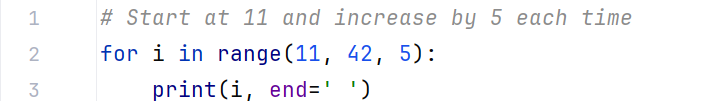 1 # Start at 11 and increase by 5 each time
2 for i in range(11, 42, 5):
3     print(i, end=' ')